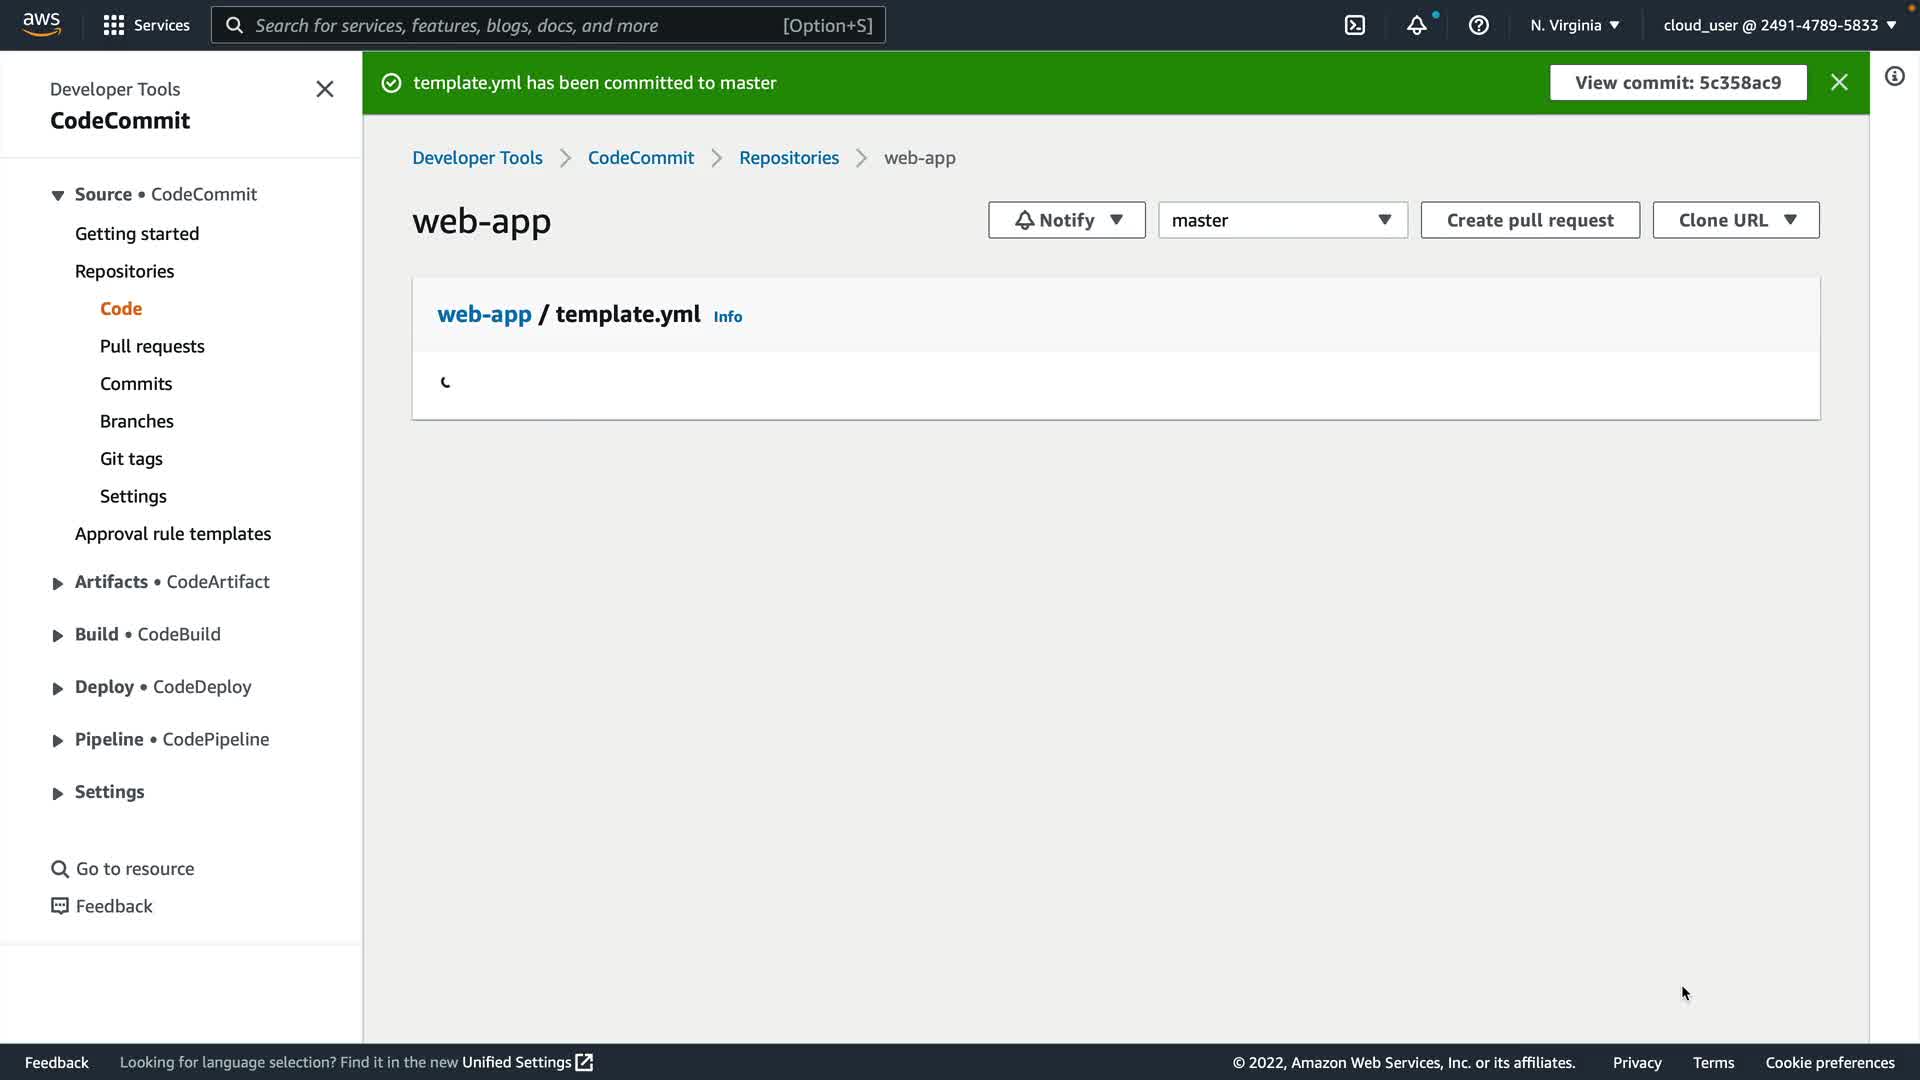 aws
Services
Search for services, features, blogs, docs, and more [Option+S]
N. Virginia
cloud_user @ 2491-4789-5833
Developer Tools
CodeCommit
Source • CodeCommit
Getting started
Repositories
Code
Pull requests
Commits
Branches
Git tags
Settings
Approval rule templates
Artifacts • CodeArtifact
Build • CodeBuild
Deploy • CodeDeploy
Pipeline • CodePipeline
Settings
Go to resource
Feedback
template.yml has been committed to master
View commit: 5c358ac9
Developer Tools
CodeCommit
Repositories
web-app
web-app
Notify
master
Create pull request
Clone URL
web-app / template.yml Info
Feedback
Looking for language selection? Find it in the new Unified Settings
© 2022, Amazon Web Services, Inc. or its affiliates.
Privacy
Terms
Cookie preferences